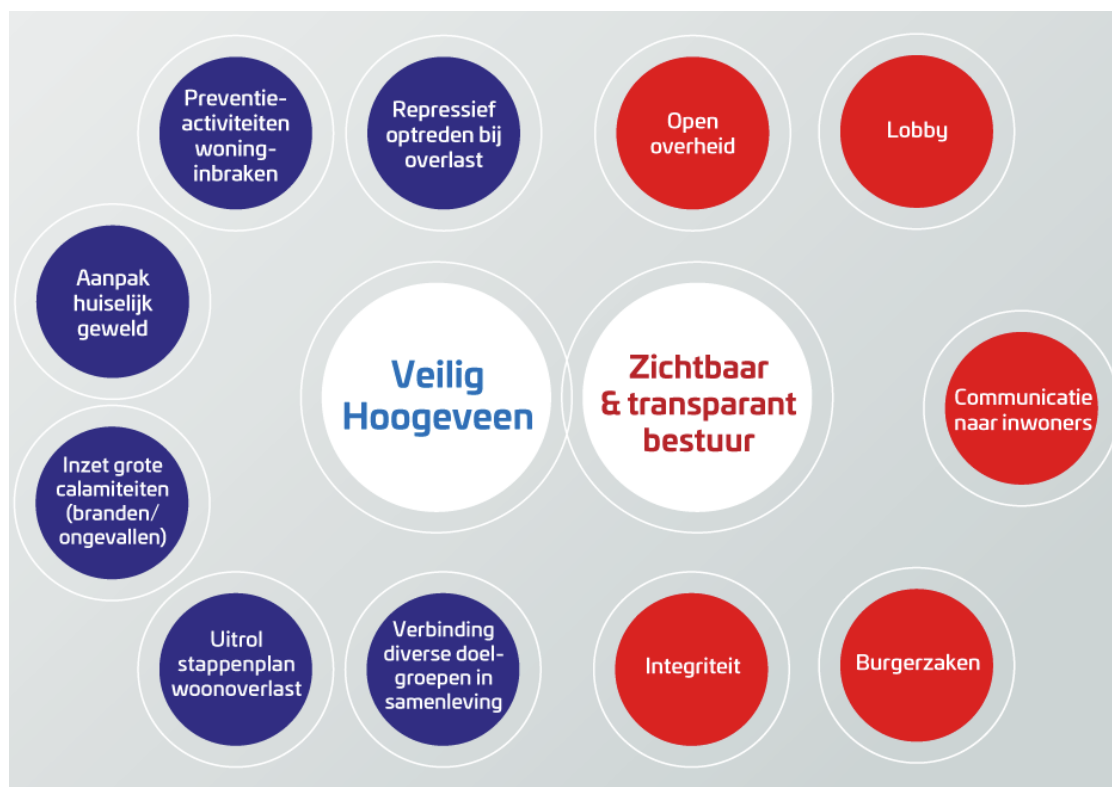 Preventie-
activiteiten
woning-
inbraken
Repressief
optreden bij
overlast
Open
overheid
Lobby
Aanpak
huiselijk
geweld
Veilig
Hoogeveen
Zichtbaar
& transparant
bestuur
Communicatie
naar inwoners
Inzet grote
calamiteiten
(branden/
ongevallen)
Uitrol
stappenplan
woonoverlast
Verbinding
diverse doel-
groepen in
samenleving
Integriteit
Burgerzaken